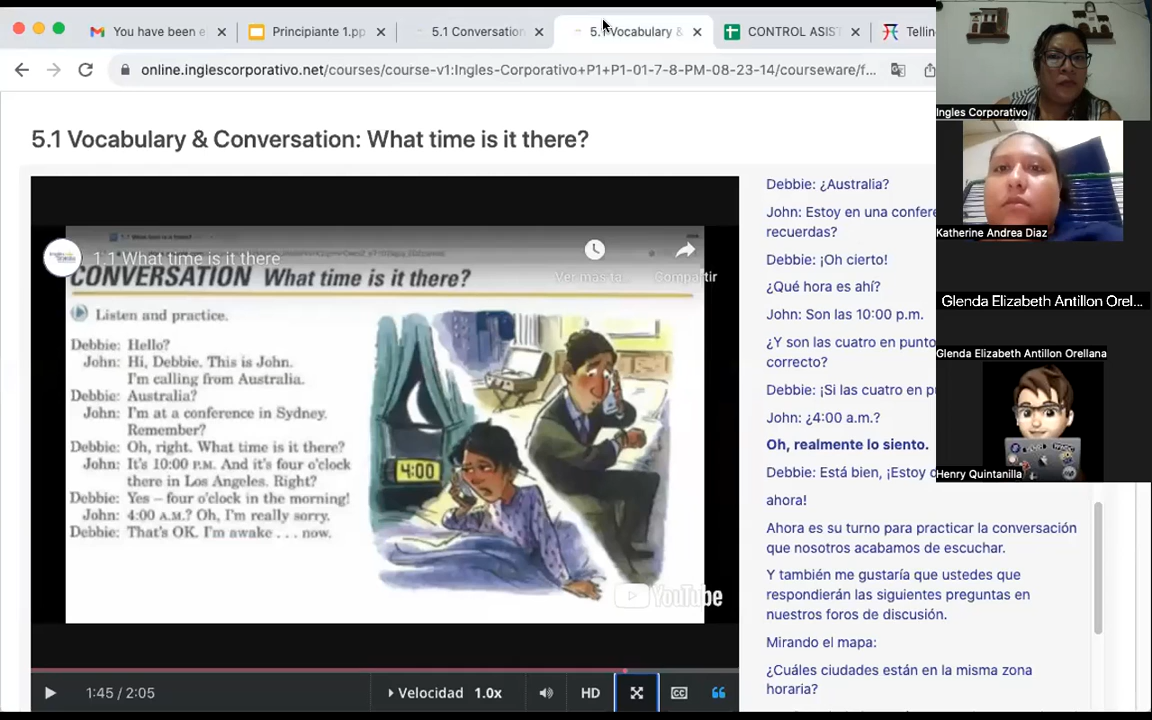 You have been e
Principiante 1.pp
5.1 Conversation
5.1 Vocabulary &
CONTROL ASIS
Tellin
online.inglescorporativo.net/courses/course-v1:Ingles-Corporativo+P1+P1-01-7-8-PM-08-23-14/courseware/f...
5.1 Vocabulary & Conversation: What time is it there?
1.1 What time is it there
Ver más ta...
Compartir
CONVERSATION What time is it there?
Listen and practice.
Debbie: Hello?
John: Hi, Debbie. This is John.
I'm calling from Australia.
Debbie: Australia?
John: I'm at a conference in Sydney.
Remember?
Debbie: Oh, right. What time is it there?
John: It's 10:00 P.M. And it's four o'clock
there in Los Angeles. Right?
Debbie: Yes – four o'clock in the morning!
John: 4:00 A.M.? Oh, I'm really sorry.
Debbie: That's OK. I'm awake . . . now.
4:00
YouTube
1:45 / 2:05
Velocidad 1.0x
HD
CC
Debbie: ¿Australia?
John: Estoy en una confere
recuerdas?
Debbie: ¡Oh cierto!
¿Qué hora es ahí?
John: Son las 10:00 p.m.
¿Y son las cuatro en punto
correcto?
Debbie: ¡Si las cuatro en pu
John: ¿4:00 a.m.?
Oh, realmente lo siento.
Debbie: Está bien, ¡Estoy d
ahora!
Ahora es su turno para practicar la conversación
que nosotros acabamos de escuchar.
Y también me gustaría que ustedes que
respondierán las siguientes preguntas en
nuestros foros de discusión.
Mirando el mapa:
¿Cuáles ciudades están en la misma zona
horaria?
Ingles Corporativo
Katherine Andrea Diaz
Glenda Elizabeth Antillon Orel...
Glenda Elizabeth Antillon Orellana
Henry Quintanilla